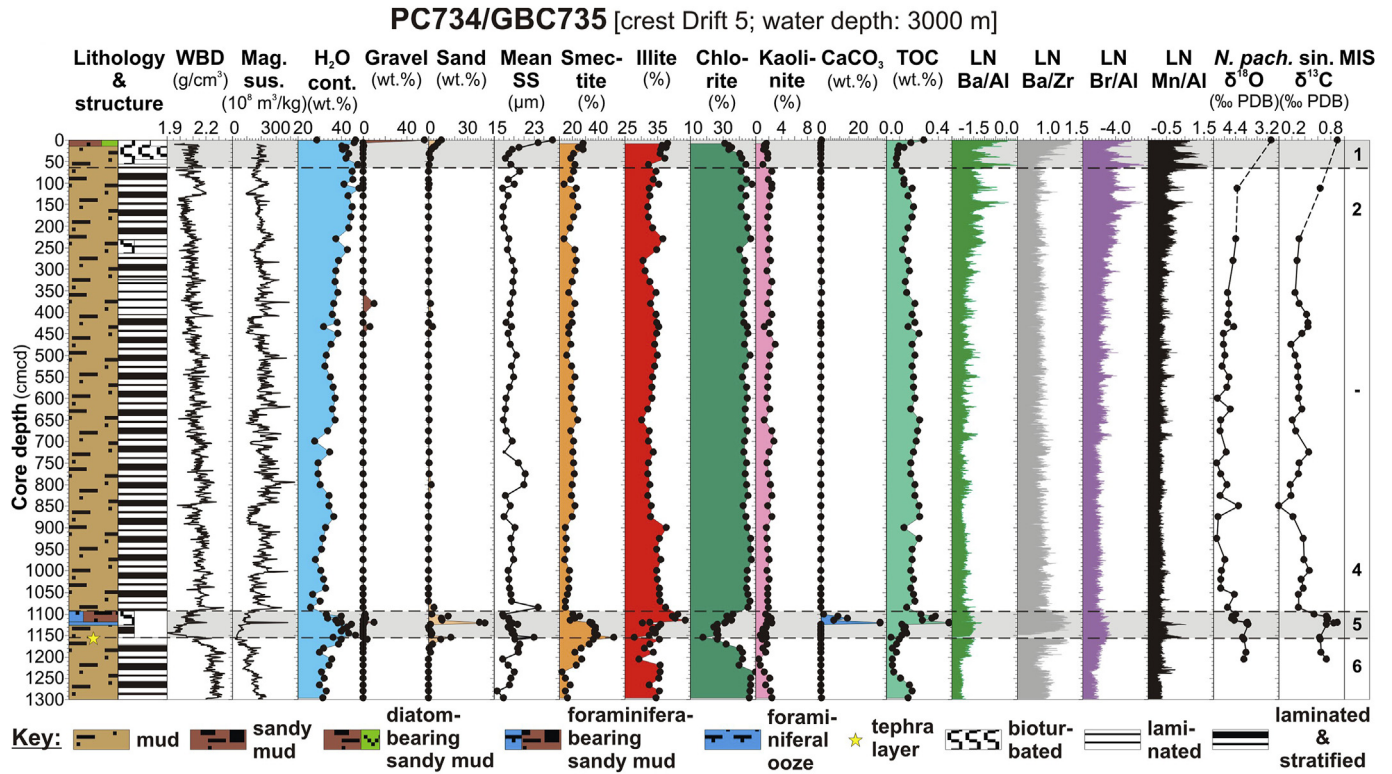 PC734/GBC735 [crest Drift 5; water depth: 3000 m]
Lithology & structure
WBD (g/cm³)
Mag. sus. (10⁸ m³/kg)
H₂O cont. (wt.%)
Gravel (wt.%)
Sand (wt.%)
Mean SS (µm)
Smec-tite (%)
Illite (%)
Chlo-rite (%)
Kaoli-nite (%)
CaCO₃ (wt.%)
TOC (wt.%)
LN Ba/Al
LN Ba/Zr
LN Br/Al
LN Mn/Al
N. pach. sin.
δ¹⁸O (‰ PDB)
δ¹³C (‰ PDB)
MIS
1.9 2.2 0 300 20 40 0 40 0 30 15 23 20 40 25 35 10 30 0 4 0 20 0.0 0.4 -1.5 0.0 1.0 1.5 -4.0 -0.5 1.5 4.4 3.2 0.2 0.8
Core depth (cmcd)
0
50
100
150
200
250
300
350
400
450
500
550
600
650
700
750
800
850
900
950
1000
1050
1100
1150
1200
1250
1300
1
2
-
4
5
6
Key:
mud
sandy mud
diatom-bearing sandy mud
foraminifera-bearing sandy mud
forami-niferal ooze
tephra layer
biotur-bated
lami-nated
laminated & stratified